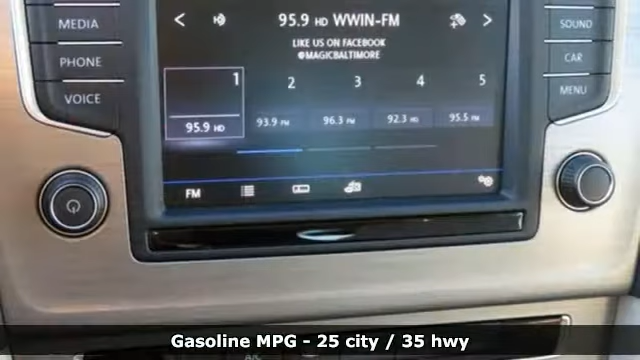 MEDIA
PHONE
VOICE
95.9 HD WWIN-FM
LIKE US ON FACEBOOK
@MAGICBALTIMORE
1 2 3 4 5
95.9 HD 93.9 FM 96.3 FM 92.3 HD 95.5 FM
FM
SOUND
CAR
MENU
Gasoline MPG - 25 city / 35 hwy
A/C